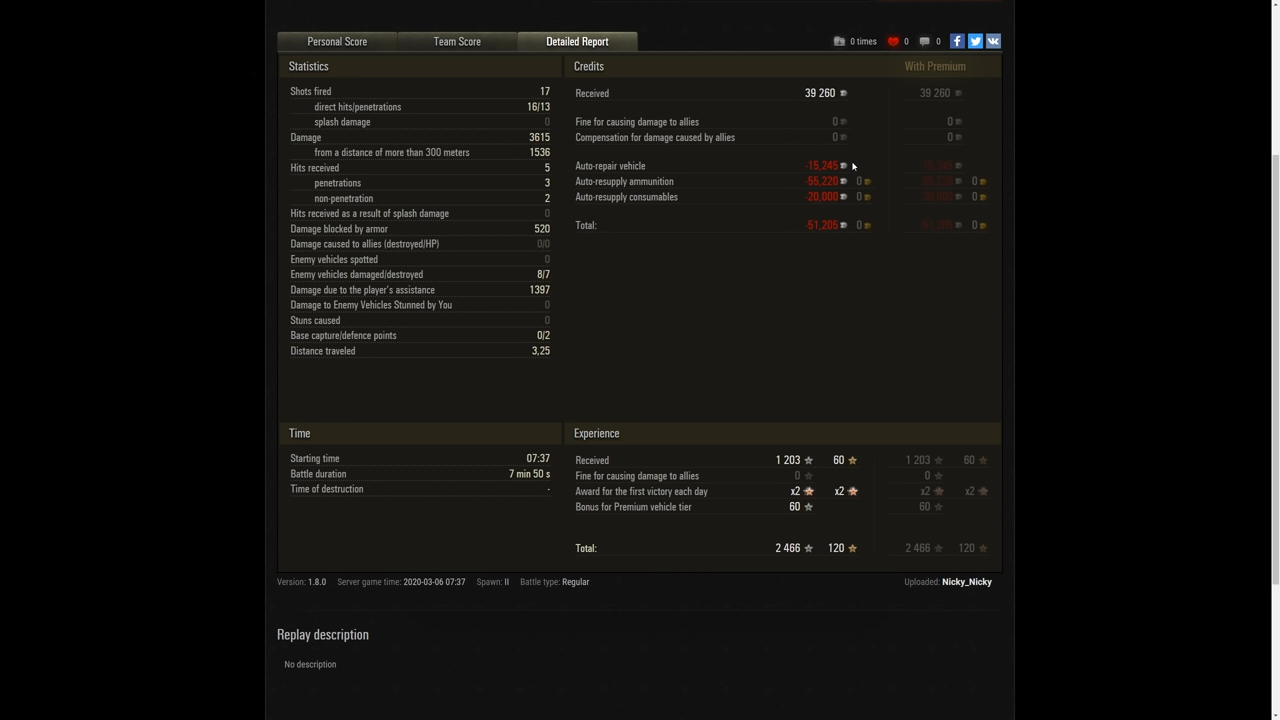 Personal Score Team Score Detailed Report 0 times 0 0
Statistics Credits With Premium
Shots fired 17
direct hits/penetrations 16/13
splash damage 0
Damage 3615
from a distance of more than 300 meters 1536
Hits received 5
penetrations 3
non-penetration 2
Hits received as a result of splash damage 0
Damage blocked by armor 520
Damage caused to allies (destroyed/HP) 0/0
Enemy vehicles spotted 0
Enemy vehicles damaged/destroyed 8/7
Damage due to the player's assistance 1397
Damage to Enemy Vehicles Stunned by You 0
Stuns caused 0
Base capture/defence points 0/2
Distance traveled 3,25
Received 39 260 39 260
Fine for causing damage to allies 0 0
Compensation for damage caused by allies 0 0
Auto-repair vehicle -15,245 -15,245
Auto-resupply ammunition -55,220 0 -55,220 0
Auto-resupply consumables -20,000 0 -20,000 0
Total: -51,205 0 -51,205 0
Time
Starting time 07:37
Battle duration 7 min 50 s
Time of destruction -
Experience
Received 1 203 60 1 203 60
Fine for causing damage to allies 0 0
Award for the first victory each day x2 x2 x2 x2
Bonus for Premium vehicle tier 60 60
Total: 2 466 120 2 466 120
Version: 1.8.0 Server game time: 2020-03-06 07:37 Spawn: II Battle type: Regular Uploaded: Nicky_Nicky
Replay description
No description